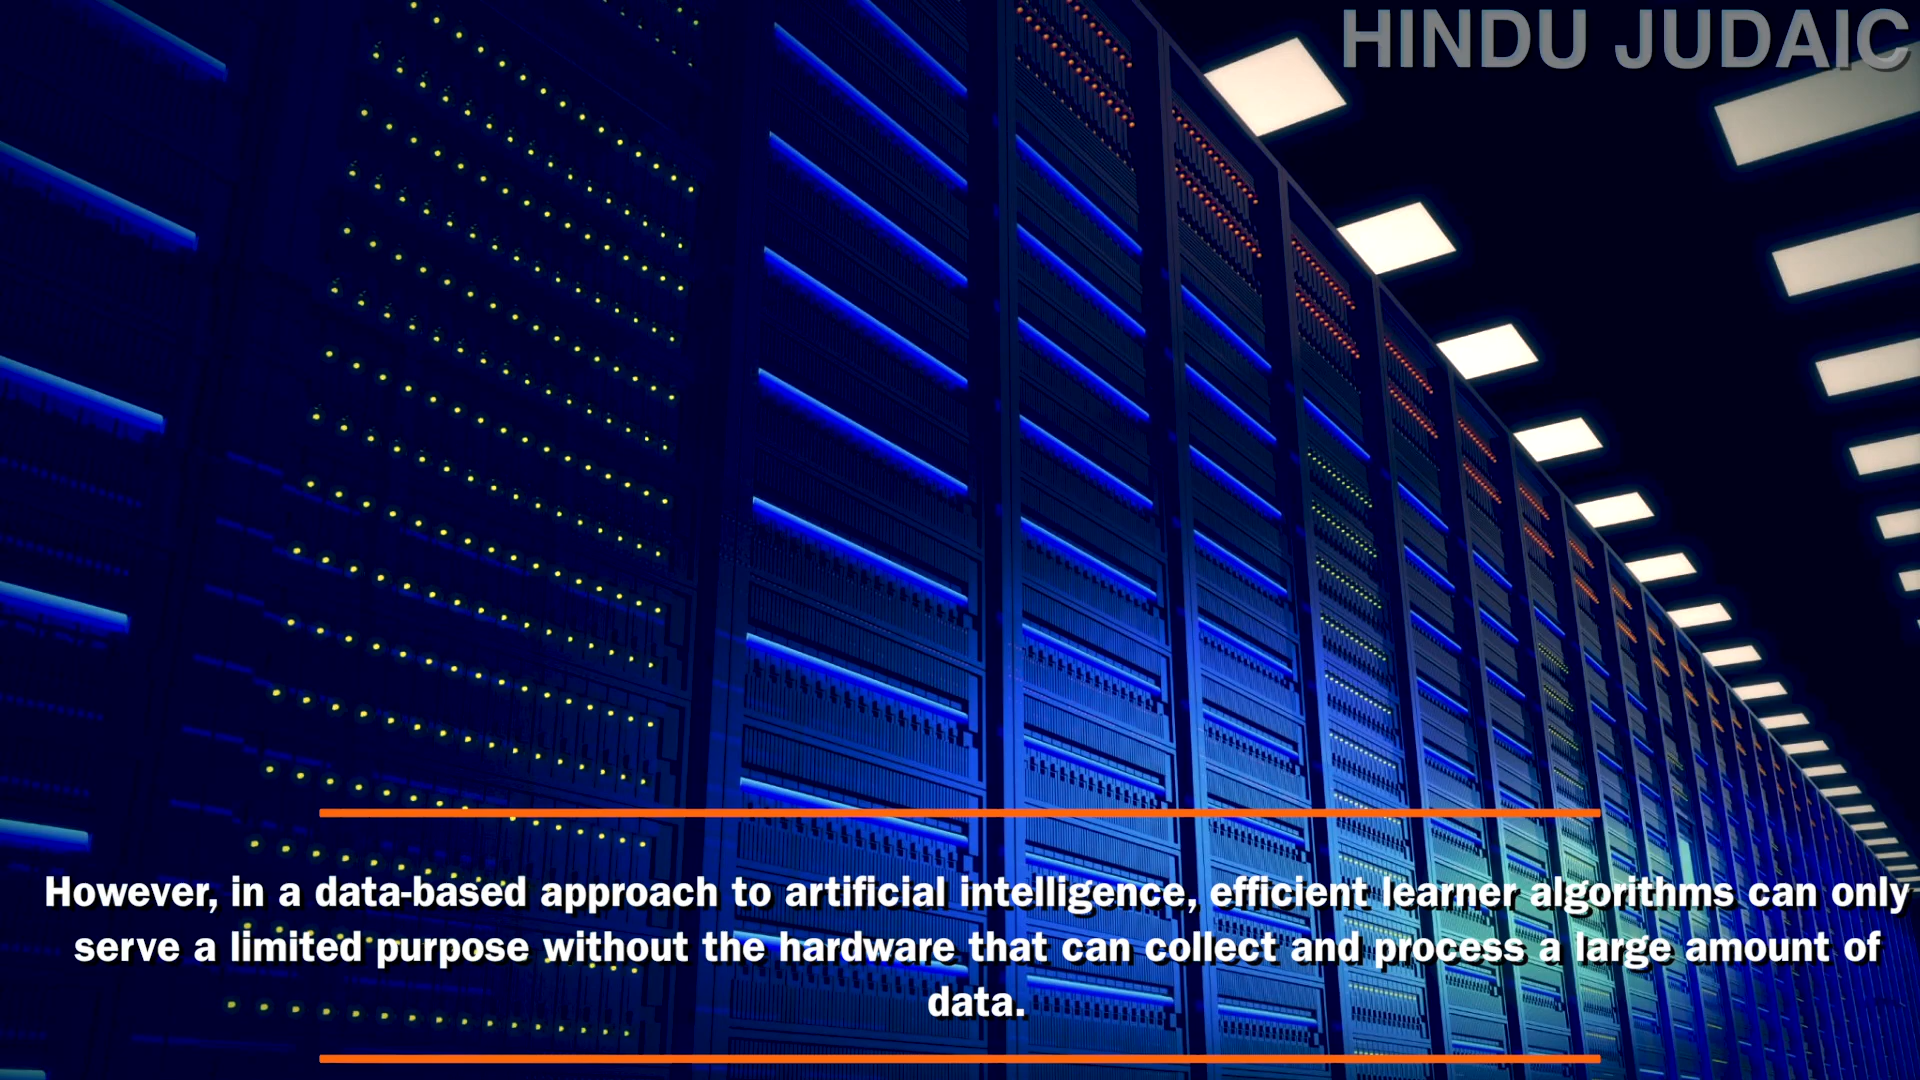 HINDU JUDAIC
However, in a data-based approach to artificial intelligence, efficient learner algorithms can only
serve a limited purpose without the hardware that can collect and process a large amount of
data.